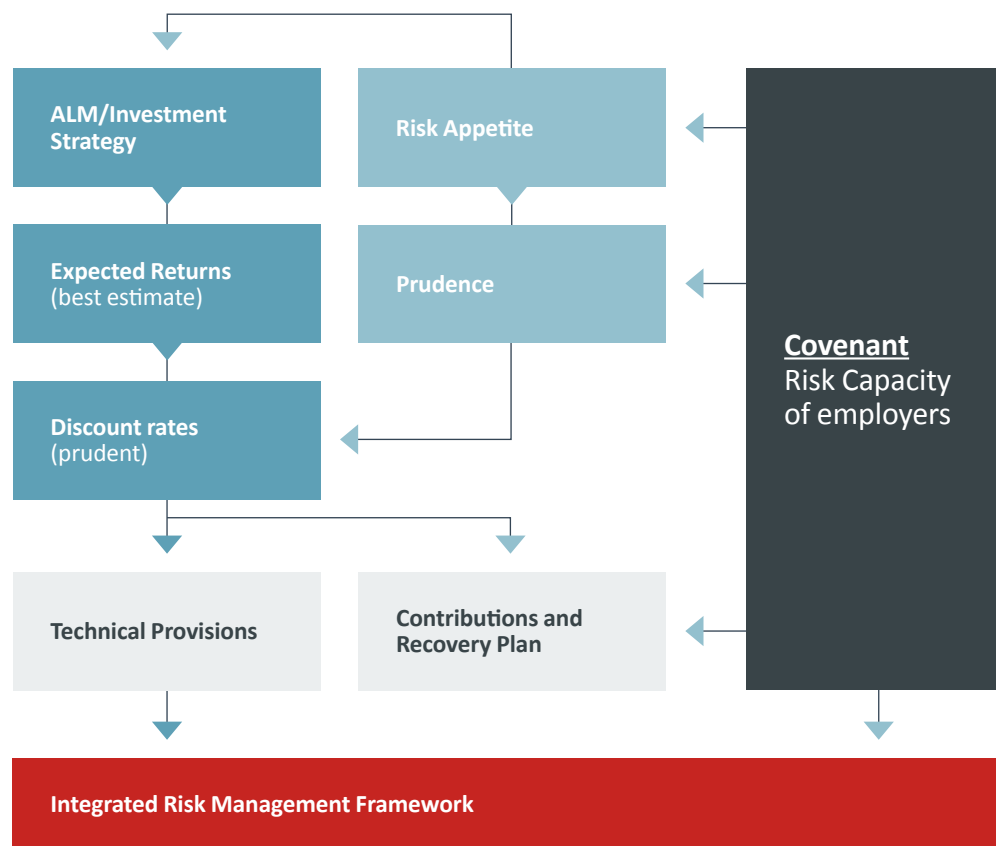 ALM/Investment
Strategy
Risk Appetite
Expected Returns
(best estimate)
Prudence
Covenant
Risk Capacity
of employers
Discount rates
(prudent)
Technical Provisions
Contributions and
Recovery Plan
Integrated Risk Management Framework